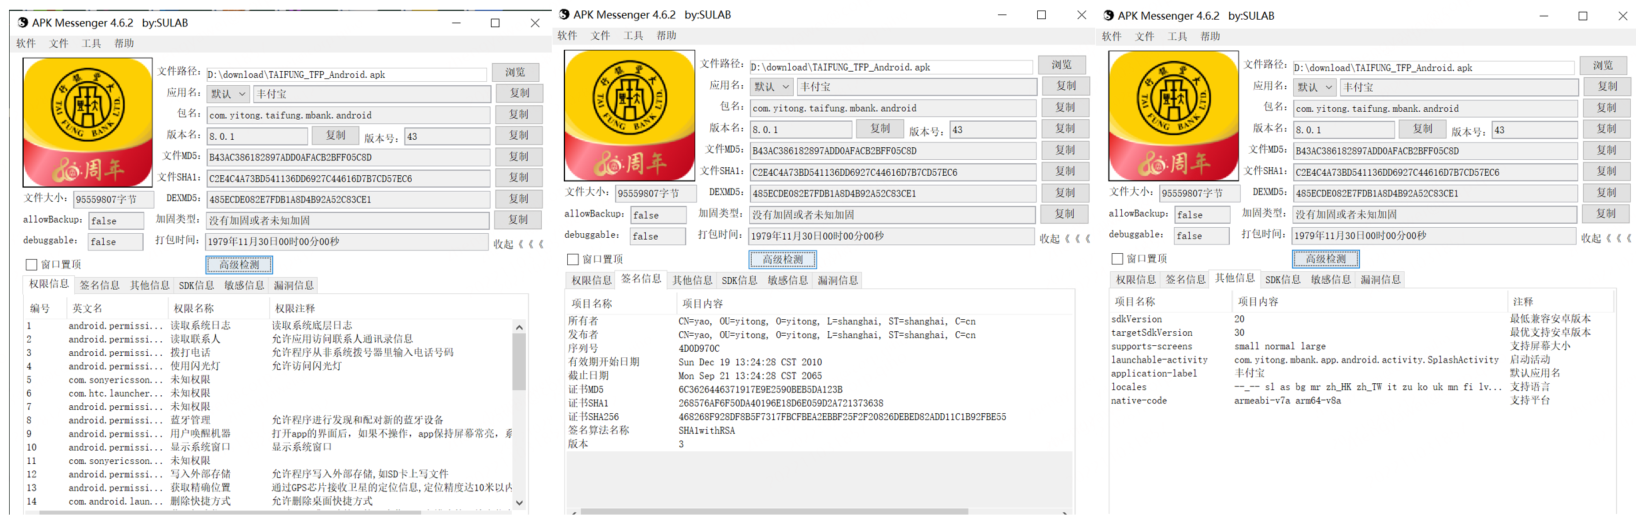 APK Messenger 4.6.2 by:SULAB
软件 文件 工具 帮助
文件路径: D:\download\TAIFUNG_TFP_Android.apk 浏览
应用名: 默认 丰付宝 复制
包名: com.yitong.taifung.mbank.android 复制
版本名: 8.0.1 复制 版本号: 43 复制
文件MD5: B43AC386182897ADD0AFACB2BFF05C8D 复制
文件SHA1: C2E4C4A73BD541136DD6927C44616D7B7CD57EC6 复制
TAI FUNG BANK LTD.
80周年
文件大小: 95559807字节 DEXMD5: 485ECDE082E7FDB1A8D4B92A52C83CE1 复制
allowBackup: false 加固类型: 没有加固或者未知加固 复制
debuggable: false 打包时间: 1979年11月30日00时00分00秒 收起《《《
窗口置顶 高级检测
权限信息 签名信息 其他信息 SDK信息 敏感信息 漏洞信息
编号 英文名 权限名称 权限注释
1 android.permissi... 读取系统日志 读取系统底层日志
2 android.permissi... 读取联系人 允许应用访问联系人通讯录信息
3 android.permissi... 拨打电话 允许程序从非系统拨号器里输入电话号码
4 android.permissi... 使用闪光灯 允许访问闪光灯
5 com.sonyericsson... 未知权限
6 com.htc.launcher... 未知权限
7 android.permissi... 未知权限
8 android.permissi... 蓝牙管理 允许程序进行发现和配对新的蓝牙设备
9 android.permissi... 用户唤醒机器 打开app的界面后，如果不操作，app保持屏幕常亮，系
10 android.permissi... 显示系统窗口 显示系统窗口
11 com.sonyericsson... 未知权限
12 android.permissi... 写入外部存储 允许程序写入外部存储,如SD卡上写文件
13 android.permissi... 获取精确位置 通过GPS芯片接收卫星的定位信息,定位精度达10米以内
14 com.android.laun... 删除快捷方式 允许删除桌面快捷方式
APK Messenger 4.6.2 by:SULAB
软件 文件 工具 帮助
文件路径: D:\download\TAIFUNG_TFP_Android.apk 浏览
应用名: 默认 丰付宝 复制
包名: com.yitong.taifung.mbank.android 复制
版本名: 8.0.1 复制 版本号: 43 复制
文件MD5: B43AC386182897ADD0AFACB2BFF05C8D 复制
文件SHA1: C2E4C4A73BD541136DD6927C44616D7B7CD57EC6 复制
TAI FUNG BANK LTD.
80周年
文件大小: 95559807字节 DEXMD5: 485ECDE082E7FDB1A8D4B92A52C83CE1 复制
allowBackup: false 加固类型: 没有加固或者未知加固 复制
debuggable: false 打包时间: 1979年11月30日00时00分00秒 收起《《《
窗口置顶 高级检测
权限信息 签名信息 其他信息 SDK信息 敏感信息 漏洞信息
项目名称 项目内容
所有者 CN=yao, OU=yitong, O=yitong, L=shanghai, ST=shanghai, C=cn
发布者 CN=yao, OU=yitong, O=yitong, L=shanghai, ST=shanghai, C=cn
序列号 4D0D970C
有效期开始日期 Sun Dec 19 13:24:28 CST 2010
截止日期 Mon Sep 21 13:24:28 CST 2065
证书MD5 6C3626446371917E9E2590BEB5DA123B
证书SHA1 268576AF6F50DA40196E18D6E059D2A721373638
证书SHA256 468268F928DF8B5F7317FBCFBEA2EBBF25F2F20826DEBED82ADD11C1B92FBE55
签名算法名称 SHA1withRSA
版本 3
APK Messenger 4.6.2 by:SULAB
软件 文件 工具 帮助
文件路径: D:\download\TAIFUNG_TFP_Android.apk 浏览
应用名: 默认 丰付宝 复制
包名: com.yitong.taifung.mbank.android 复制
版本名: 8.0.1 复制 版本号: 43 复制
文件MD5: B43AC386182897ADD0AFACB2BFF05C8D 复制
文件SHA1: C2E4C4A73BD541136DD6927C44616D7B7CD57EC6 复制
TAI FUNG BANK LTD.
80周年
文件大小: 95559807字节 DEXMD5: 485ECDE082E7FDB1A8D4B92A52C83CE1 复制
allowBackup: false 加固类型: 没有加固或者未知加固 复制
debuggable: false 打包时间: 1979年11月30日00时00分00秒 收起《《《
窗口置顶 高级检测
权限信息 签名信息 其他信息 SDK信息 敏感信息 漏洞信息
项目名称 项目内容 注释
sdkVersion 20 最低兼容安卓版本
targetSdkVersion 30 最优支持安卓版本
supports-screens small normal large 支持屏幕大小
launchable-activity com.yitong.mbank.app.android.activity.SplashActivity 启动活动
application-label 丰付宝 默认应用名
locales --_-- sl as bg mr zh_HK zh_TW it zu ko uk mn fi lv... 支持语言
native-code armeabi-v7a arm64-v8a 支持平台